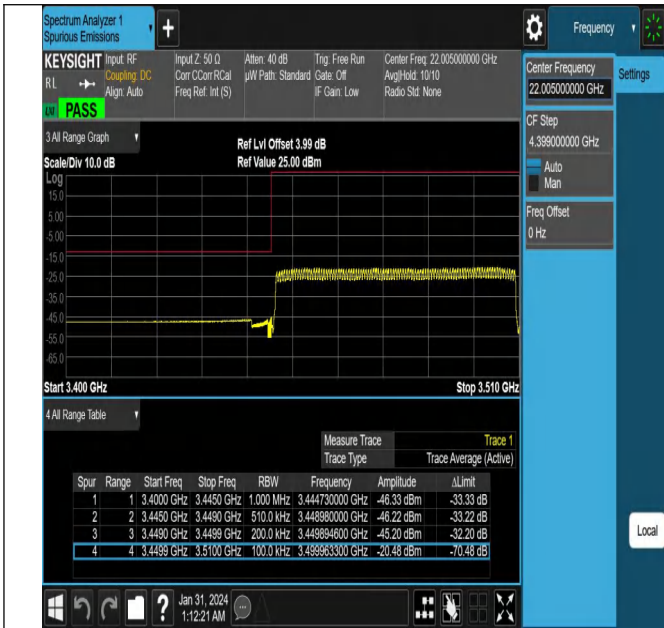 Spectrum Analyzer 1
Spurious Emissions
Frequency
KEYSIGHT Input: RF Input Z: 50 Ω Atten: 40 dB Trig: Free Run Center Freq: 22.005000000 GHz
RL Coupling: DC Corr CCorr RCal µW Path: Standard Gate: Off Avg|Hold: 10/10
Align: Auto Freq Ref: Int (S) IF Gain: Low Radio Std: None
LXI PASS
Center Frequency
22.005000000 GHz
Settings
CF Step
4.399000000 GHz
Auto
Man
Freq Offset
0 Hz
3 All Range Graph
Ref Lvl Offset 3.99 dB
Scale/Div 10.0 dB Ref Value 25.00 dBm
Log
15.0
5.00
-5.00
-15.0
-25.0
-35.0
-45.0
-55.0
-65.0
Start 3.400 GHz Stop 3.510 GHz
4 All Range Table
Measure Trace Trace 1
Trace Type Trace Average (Active)
Spur Range Start Freq Stop Freq RBW Frequency Amplitude ΔLimit
1 1 3.4000 GHz 3.4450 GHz 1.000 MHz 3.444730000 GHz -46.33 dBm -33.33 dB
2 2 3.4450 GHz 3.4490 GHz 510.0 kHz 3.448980000 GHz -46.22 dBm -33.22 dB
3 3 3.4490 GHz 3.4499 GHz 200.0 kHz 3.449894600 GHz -45.20 dBm -32.20 dB
4 4 3.4499 GHz 3.5100 GHz 100.0 kHz 3.499963300 GHz -20.48 dBm -70.48 dB
Local
Jan 31, 2024
1:12:21 AM